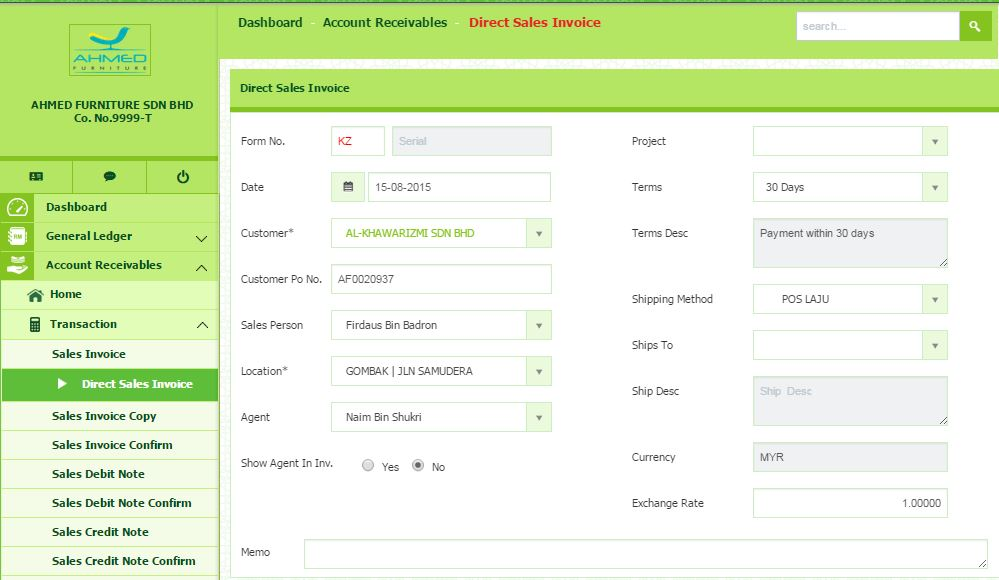 AHMED
FURNITURE
AHMED FURNITURE SDN BHD
Co. No.9999-T
Dashboard
RM
General Ledger
Account Receivables
Home
Transaction
Sales Invoice
Direct Sales Invoice
Sales Invoice Copy
Sales Invoice Confirm
Sales Debit Note
Sales Debit Note Confirm
Sales Credit Note
Sales Credit Note Confirm
Dashboard - Account Receivables - Direct Sales Invoice
search...
Direct Sales Invoice
Form No. KZ Serial
Date 15-08-2015
Customer* AL-KHAWARIZMI SDN BHD
Customer Po No. AF0020937
Sales Person Firdaus Bin Badron
Location* GOMBAK | JLN SAMUDERA
Agent Naim Bin Shukri
Show Agent In Inv. Yes No
Project
Terms 30 Days
Terms Desc Payment within 30 days
Shipping Method POS LAJU
Ships To
Ship Desc Ship Desc
Currency MYR
Exchange Rate 1.00000
Memo